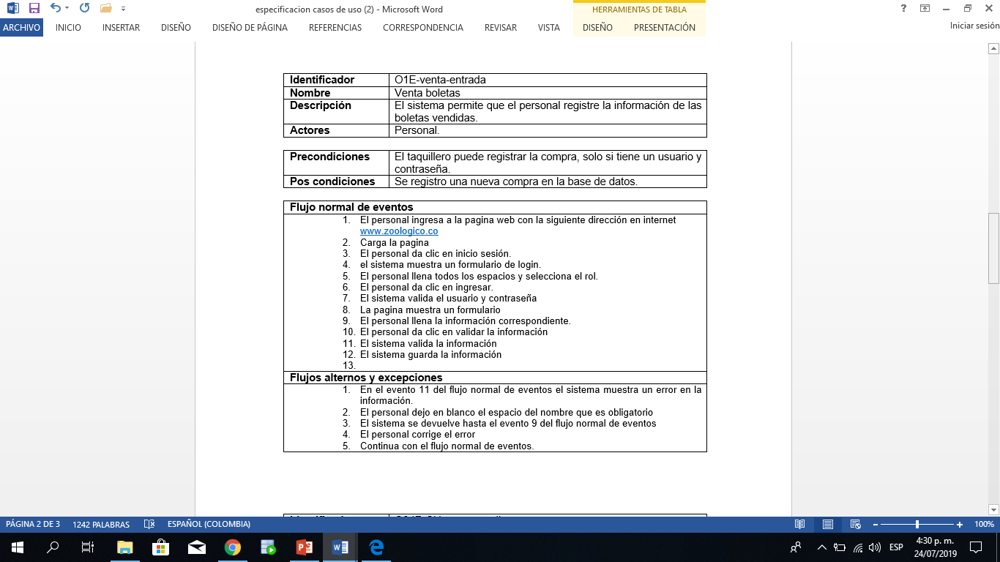 especificacion casos de uso (2) - Microsoft Word
HERRAMIENTAS DE TABLA
?
ARCHIVO INICIO INSERTAR DISEÑO DISEÑO DE PÁGINA REFERENCIAS CORRESPONDENCIA REVISAR VISTA DISEÑO PRESENTACIÓN Iniciar sesión
Identificador O1E-venta-entrada
Nombre Venta boletas
Descripción El sistema permite que el personal registre la información de las
boletas vendidas.
Actores Personal.
Precondiciones El taquillero puede registrar la compra, solo si tiene un usuario y
contraseña.
Pos condiciones Se registro una nueva compra en la base de datos.
Flujo normal de eventos
1. El personal ingresa a la pagina web con la siguiente dirección en internet
www.zoologico.co
2. Carga la pagina
3. El personal da clic en inicio sesión.
4. el sistema muestra un formulario de login.
5. El personal llena todos los espacios y selecciona el rol.
6. El personal da clic en ingresar.
7. El sistema valida el usuario y contraseña
8. La pagina muestra un formulario
9. El personal llena la información correspondiente.
10. El personal da clic en validar la información
11. El sistema valida la información
12. El sistema guarda la información
13.
Flujos alternos y excepciones
1. En el evento 11 del flujo normal de eventos el sistema muestra un error en la
información.
2. El personal dejo en blanco el espacio del nombre que es obligatorio
3. El sistema se devuelve hasta el evento 9 del flujo normal de eventos
4. El personal corrige el error
5. Continua con el flujo normal de eventos.
PÁGINA 2 DE 3 1242 PALABRAS ESPAÑOL (COLOMBIA) 100%
ESP 4:30 p. m.
24/07/2019